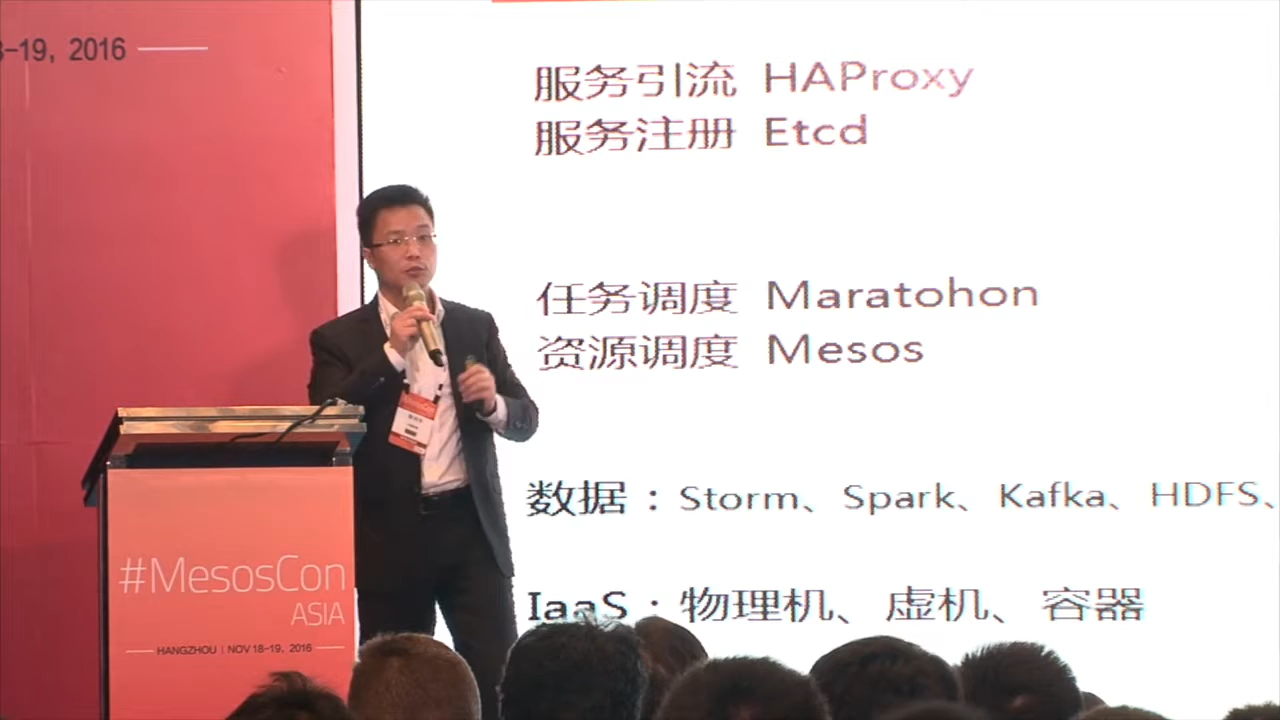 8-19, 2016
服务引流 HAProxy
服务注册 Etcd
任务调度 Maratohon
资源调度 Mesos
数据：Storm、Spark、Kafka、HDFS、
IaaS：物理机、虚机、容器
#MesosCon
ASIA
HANGZHOU | NOV 18-19, 2016